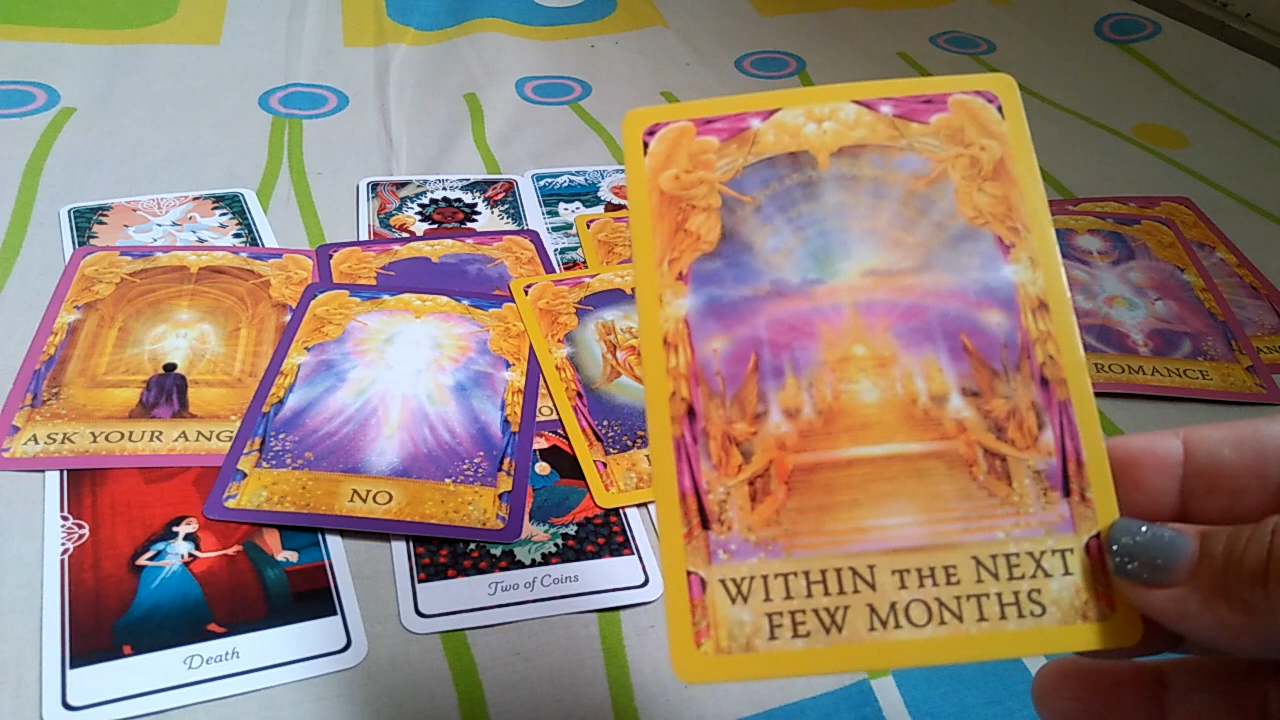 ASK YOUR ANG
NO
WITHIN THE NEXT
FEW MONTHS
ROMANCE
Two of Coins
Death